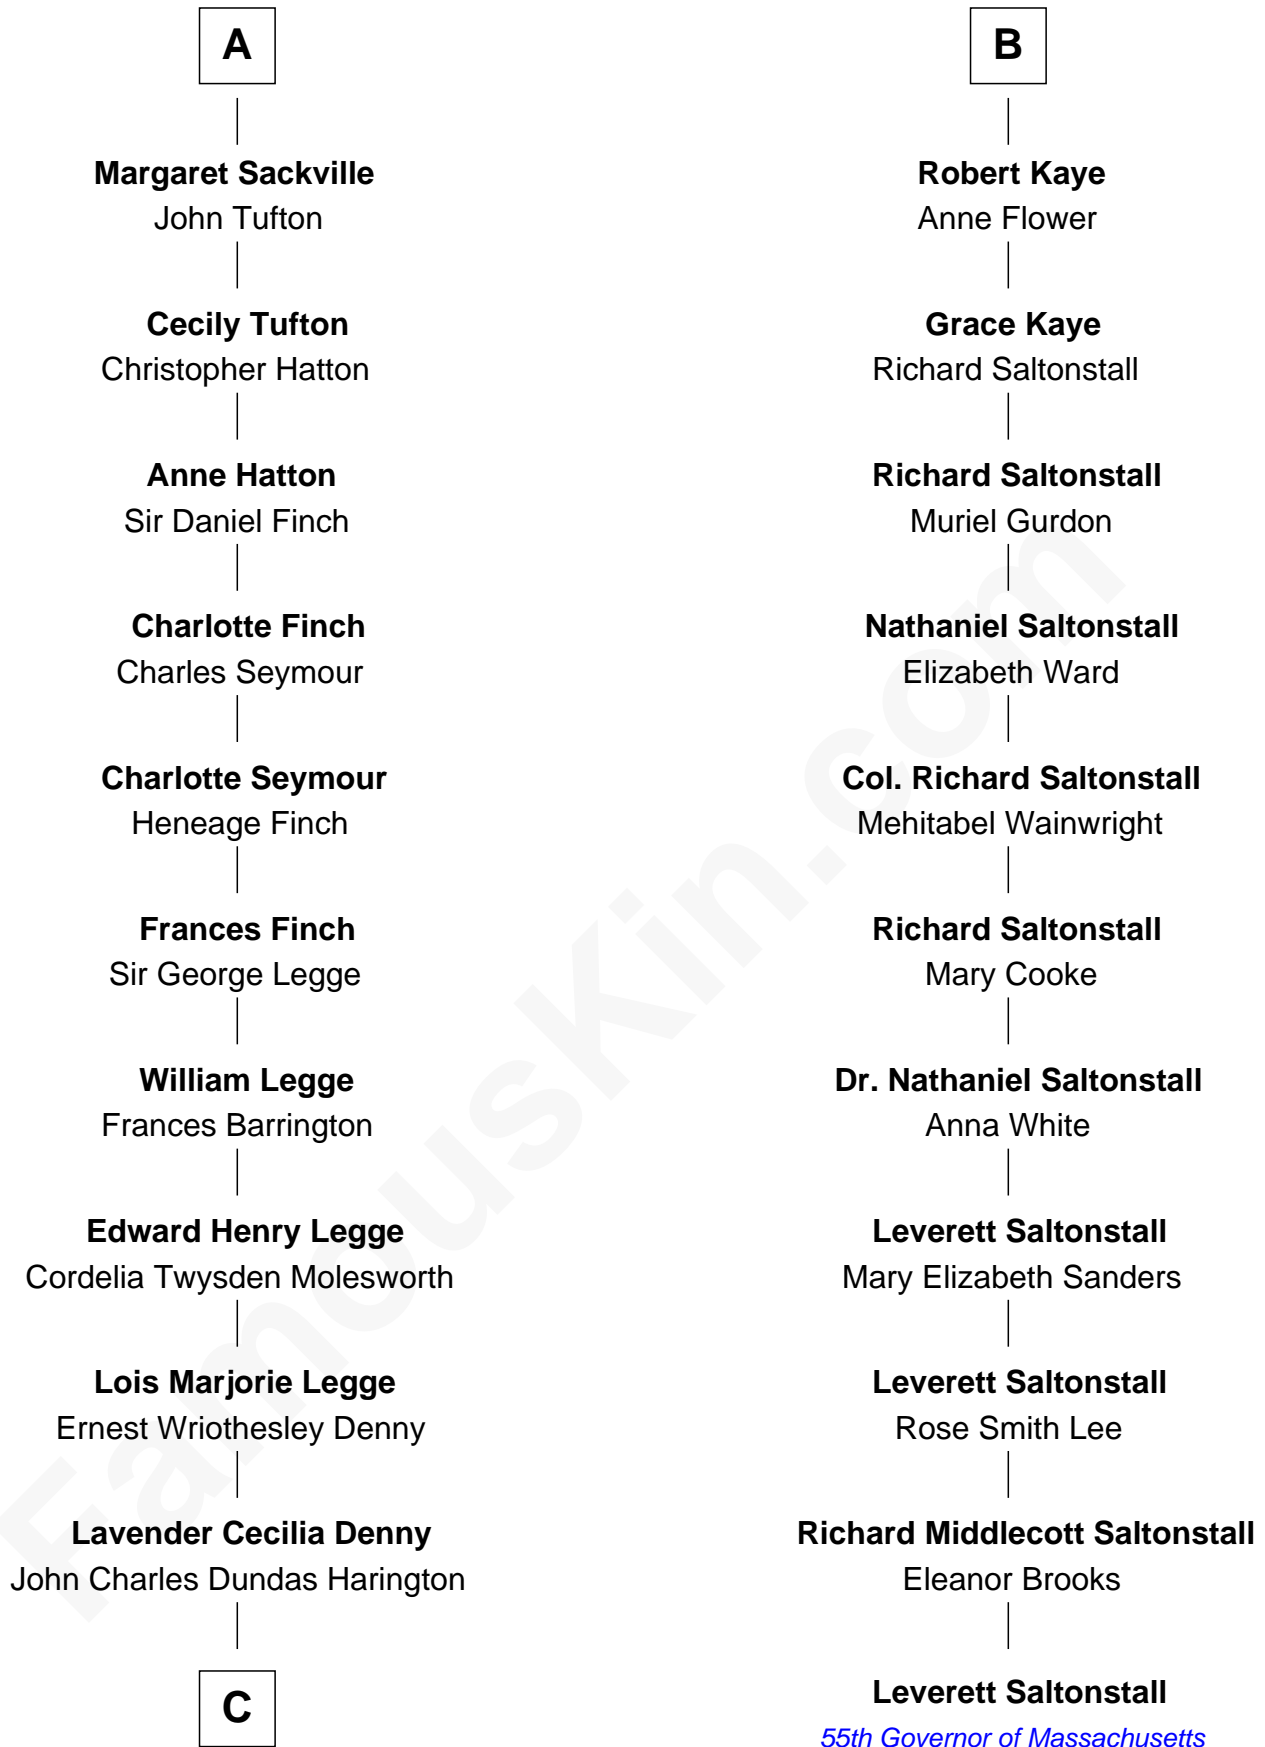 A
Margaret Sackville
John Tufton
Cecily Tufton
Christopher Hatton
Anne Hatton
Sir Daniel Finch
Charlotte Finch
Charles Seymour
Charlotte Seymour
Heneage Finch
Frances Finch
Sir George Legge
William Legge
Frances Barrington
Edward Henry Legge
Cordelia Twysden Molesworth
Lois Marjorie Legge
Ernest Wriothesley Denny
Lavender Cecilia Denny
John Charles Dundas Harington
C
B
Robert Kaye
Anne Flower
Grace Kaye
Richard Saltonstall
Richard Saltonstall
Muriel Gurdon
Nathaniel Saltonstall
Elizabeth Ward
Col. Richard Saltonstall
Mehitabel Wainwright
Richard Saltonstall
Mary Cooke
Dr. Nathaniel Saltonstall
Anna White
Leverett Saltonstall
Mary Elizabeth Sanders
Leverett Saltonstall
Rose Smith Lee
Richard Middlecott Saltonstall
Eleanor Brooks
Leverett Saltonstall
55th Governor of Massachusetts
FamousKin.com